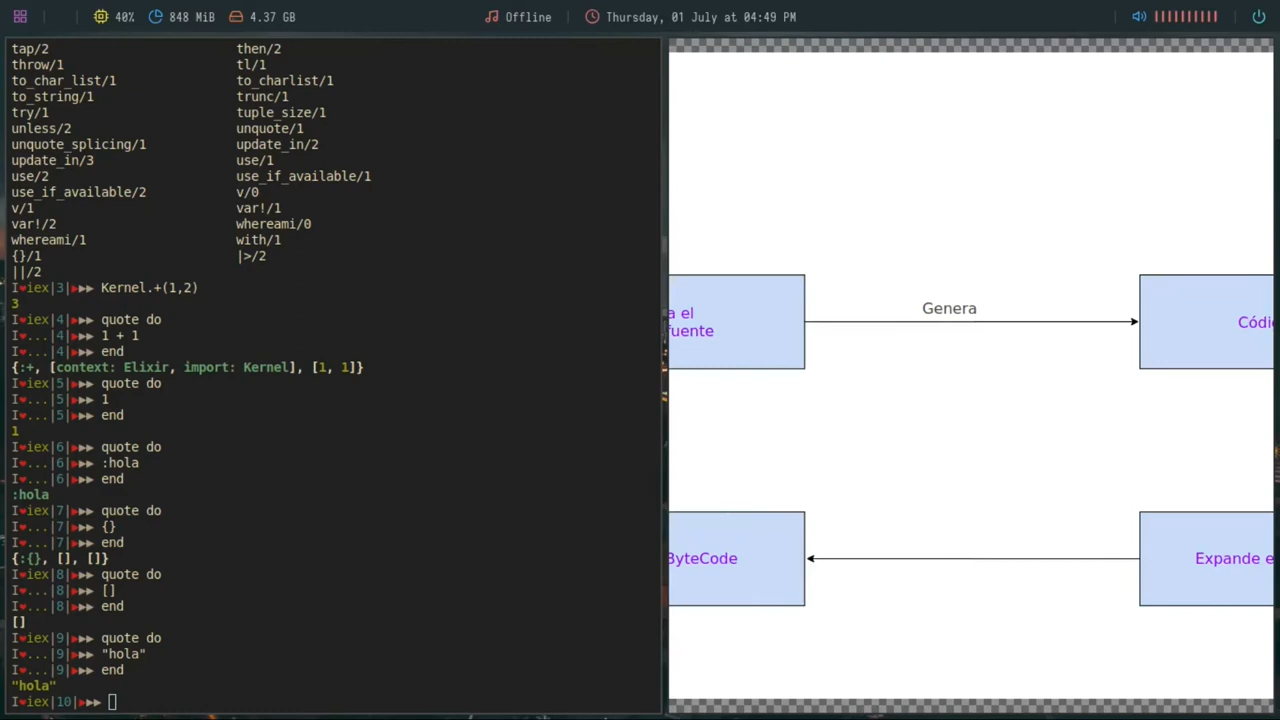 40% 848 MiB 4.37 GB Offline Thursday, 01 July at 04:49 PM
tap/2 then/2
throw/1 tl/1
to_char_list/1 to_charlist/1
to_string/1 trunc/1
try/1 tuple_size/1
unless/2 unquote/1
unquote_splicing/1 update_in/2
update_in/3 use/1
use/2 use_if_available/1
use_if_available/2 v/0
v/1 var!/1
var!/2 whereami/0
whereami/1 with/1
{}/1 |>/2
||/2
I❤iex|3|▶▶▶ Kernel.+(1,2)
3
I❤iex|4|▶▶▶ quote do
I❤...|4|▶▶▶ 1 + 1
I❤...|4|▶▶▶ end
{:+, [context: Elixir, import: Kernel], [1, 1]}
I❤iex|5|▶▶▶ quote do
I❤...|5|▶▶▶ 1
I❤...|5|▶▶▶ end
1
I❤iex|6|▶▶▶ quote do
I❤...|6|▶▶▶ :hola
I❤...|6|▶▶▶ end
:hola
I❤iex|7|▶▶▶ quote do
I❤...|7|▶▶▶ {}
I❤...|7|▶▶▶ end
{:{}, [], []}
I❤iex|8|▶▶▶ quote do
I❤...|8|▶▶▶ []
I❤...|8|▶▶▶ end
[]
I❤iex|9|▶▶▶ quote do
I❤...|9|▶▶▶ "hola"
I❤...|9|▶▶▶ end
"hola"
I❤iex|10|▶▶▶
a el
uente
Genera
Códi
ByteCode
Expande e